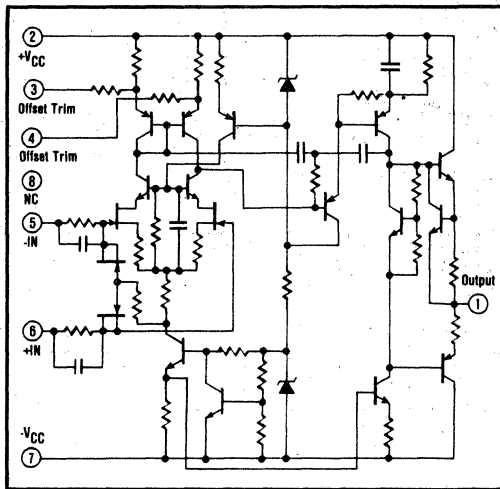 2
+VCC
3
Offset Trim
4
Offset Trim
8
NC
5
-IN
6
+IN
Output
1
-VCC
7